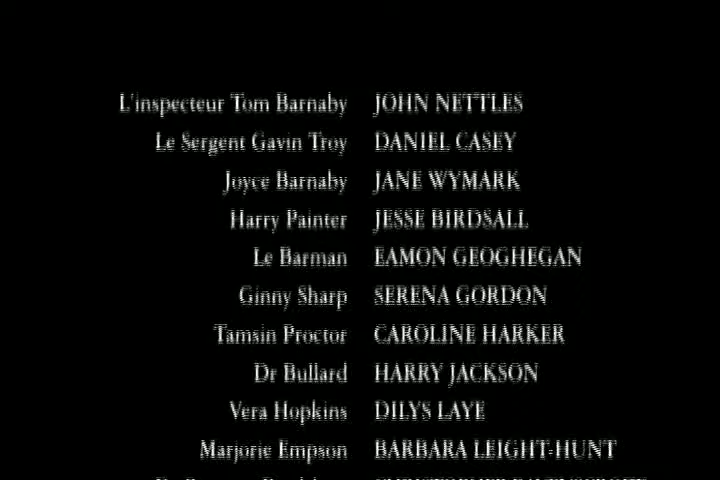 L'inspecteur Tom Barnaby JOHN NETTLES
Le Sergent Gavin Troy DANIEL CASEY
Joyce Barnaby JANE WYMARK
Harry Painter JESSE BIRDSALL
Le Barman EAMON GEOGHEGAN
Ginny Sharp SERENA GORDON
Tamsin Proctor CAROLINE HARKER
Dr Bullard HARRY JACKSON
Vera Hopkins DILYS LAYE
Marjorie Empson BARBARA LEIGHT-HUNT